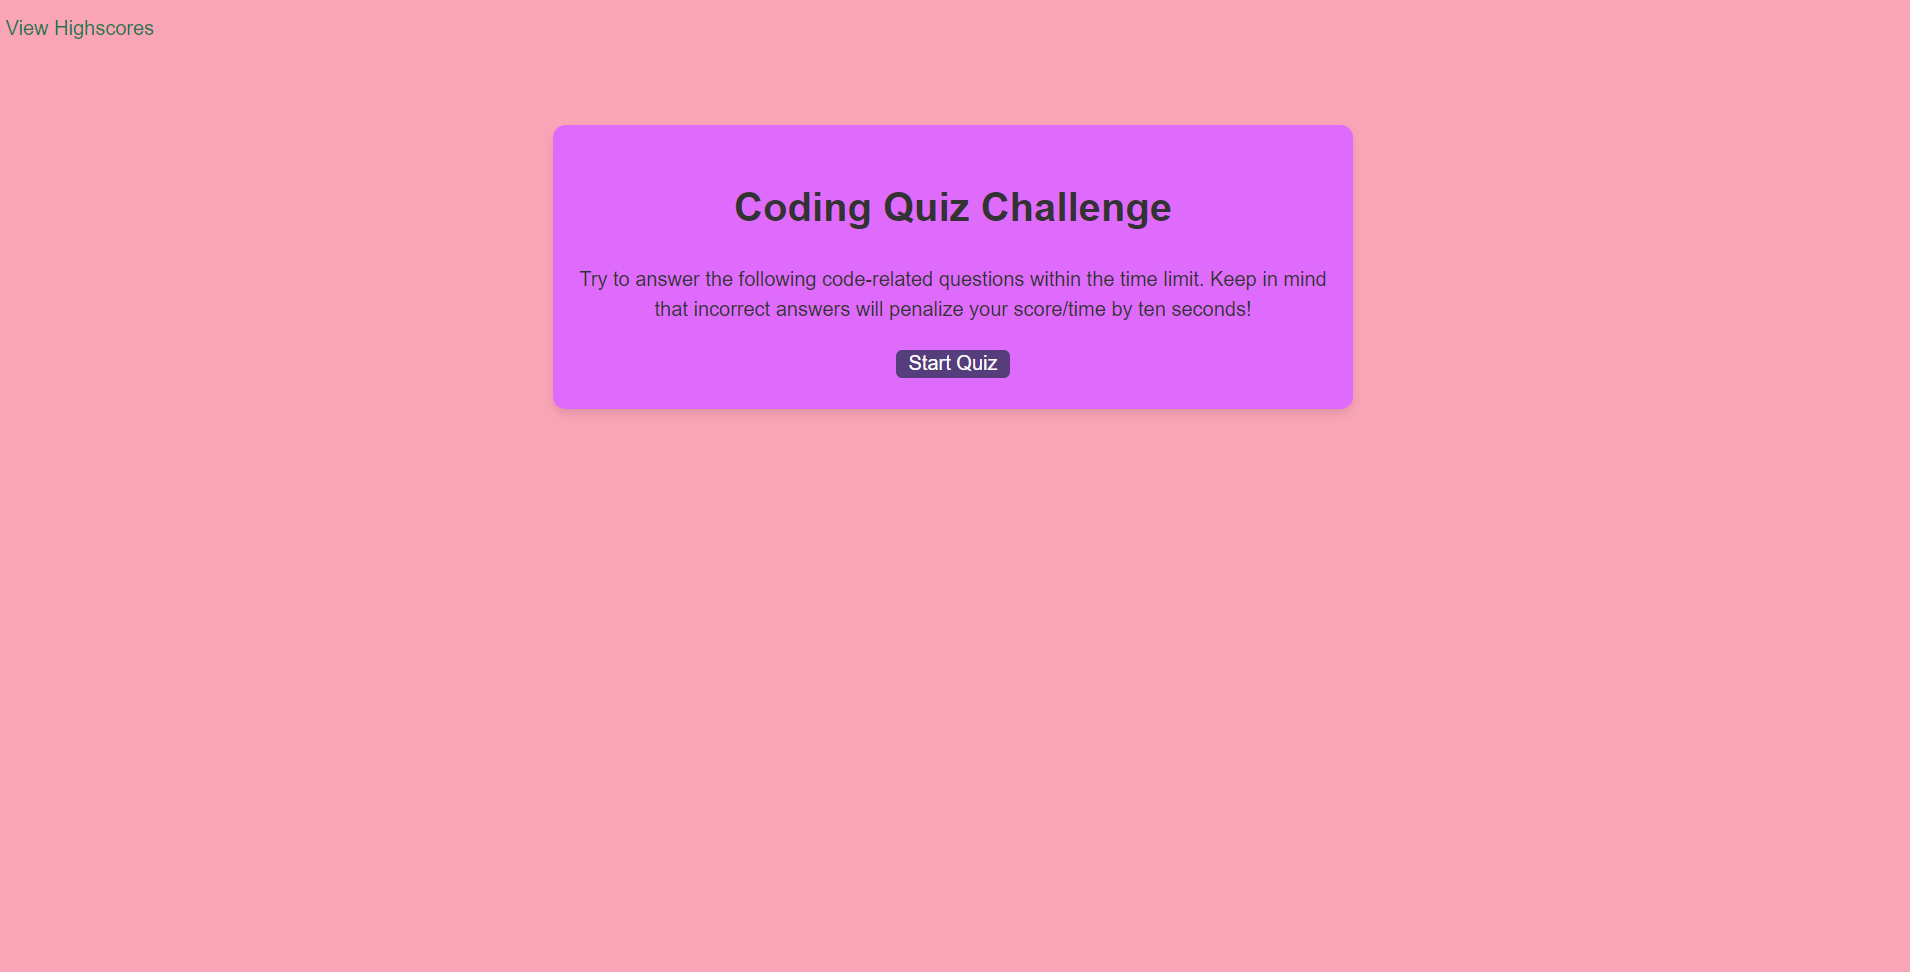 View Highscores
Coding Quiz Challenge
Try to answer the following code-related questions within the time limit. Keep in mind
that incorrect answers will penalize your score/time by ten seconds!
Start Quiz